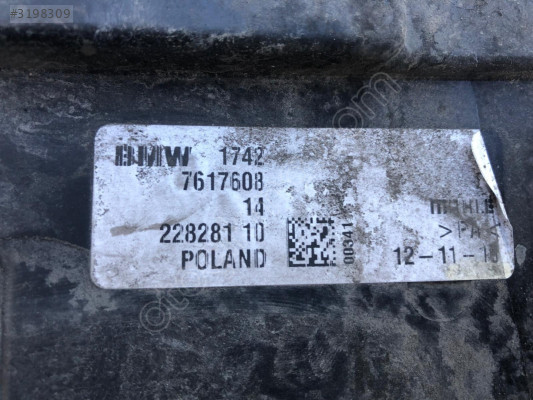 #3198309
BMW 1742
7617608
14
228281 10
POLAND
00341
MAHLE
>PA<
12-11-1